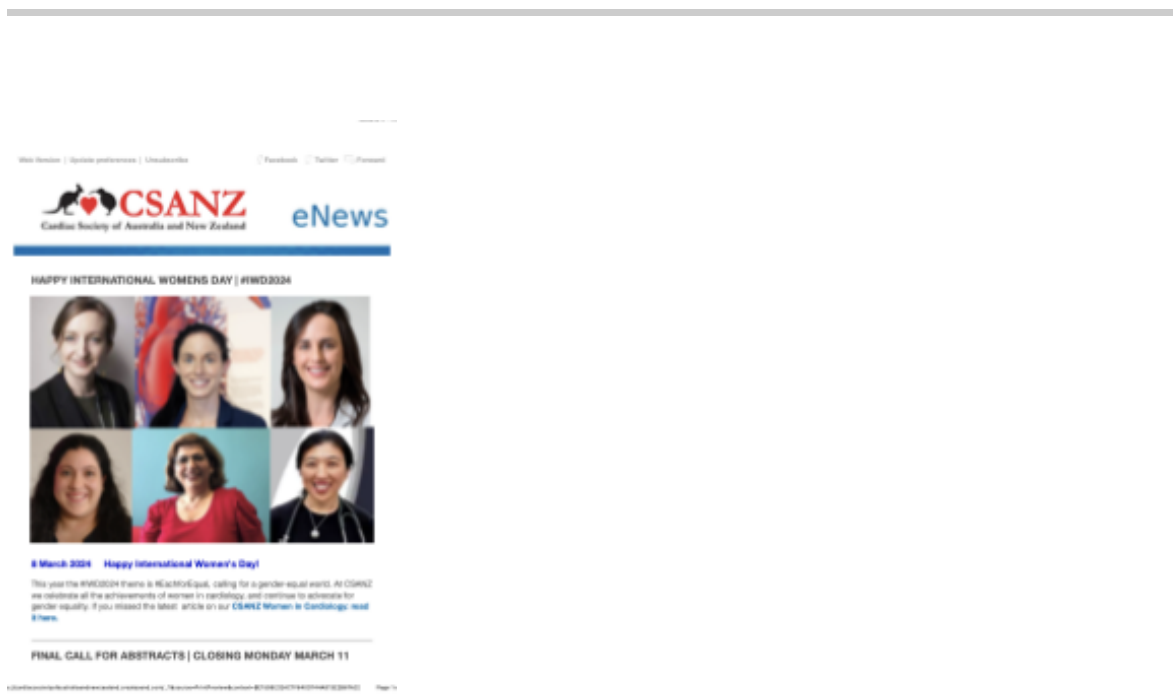 Web Version | Update preferences | Unsubscribe
Facebook Twitter Forward
CSANZ
Cardiac Society of Australia and New Zealand
eNews
HAPPY INTERNATIONAL WOMENS DAY | #IWD2024
8 March 2024 Happy International Women's Day!
This year the #IWD2024 theme is #EachforEqual, calling for a gender-equal world. At CSANZ
we celebrate all the achievements of women in cardiology, and continue to advocate for
gender equality. If you missed the latest article on our CSANZ Women in Cardiology: read
it here.
FINAL CALL FOR ABSTRACTS | CLOSING MONDAY MARCH 11